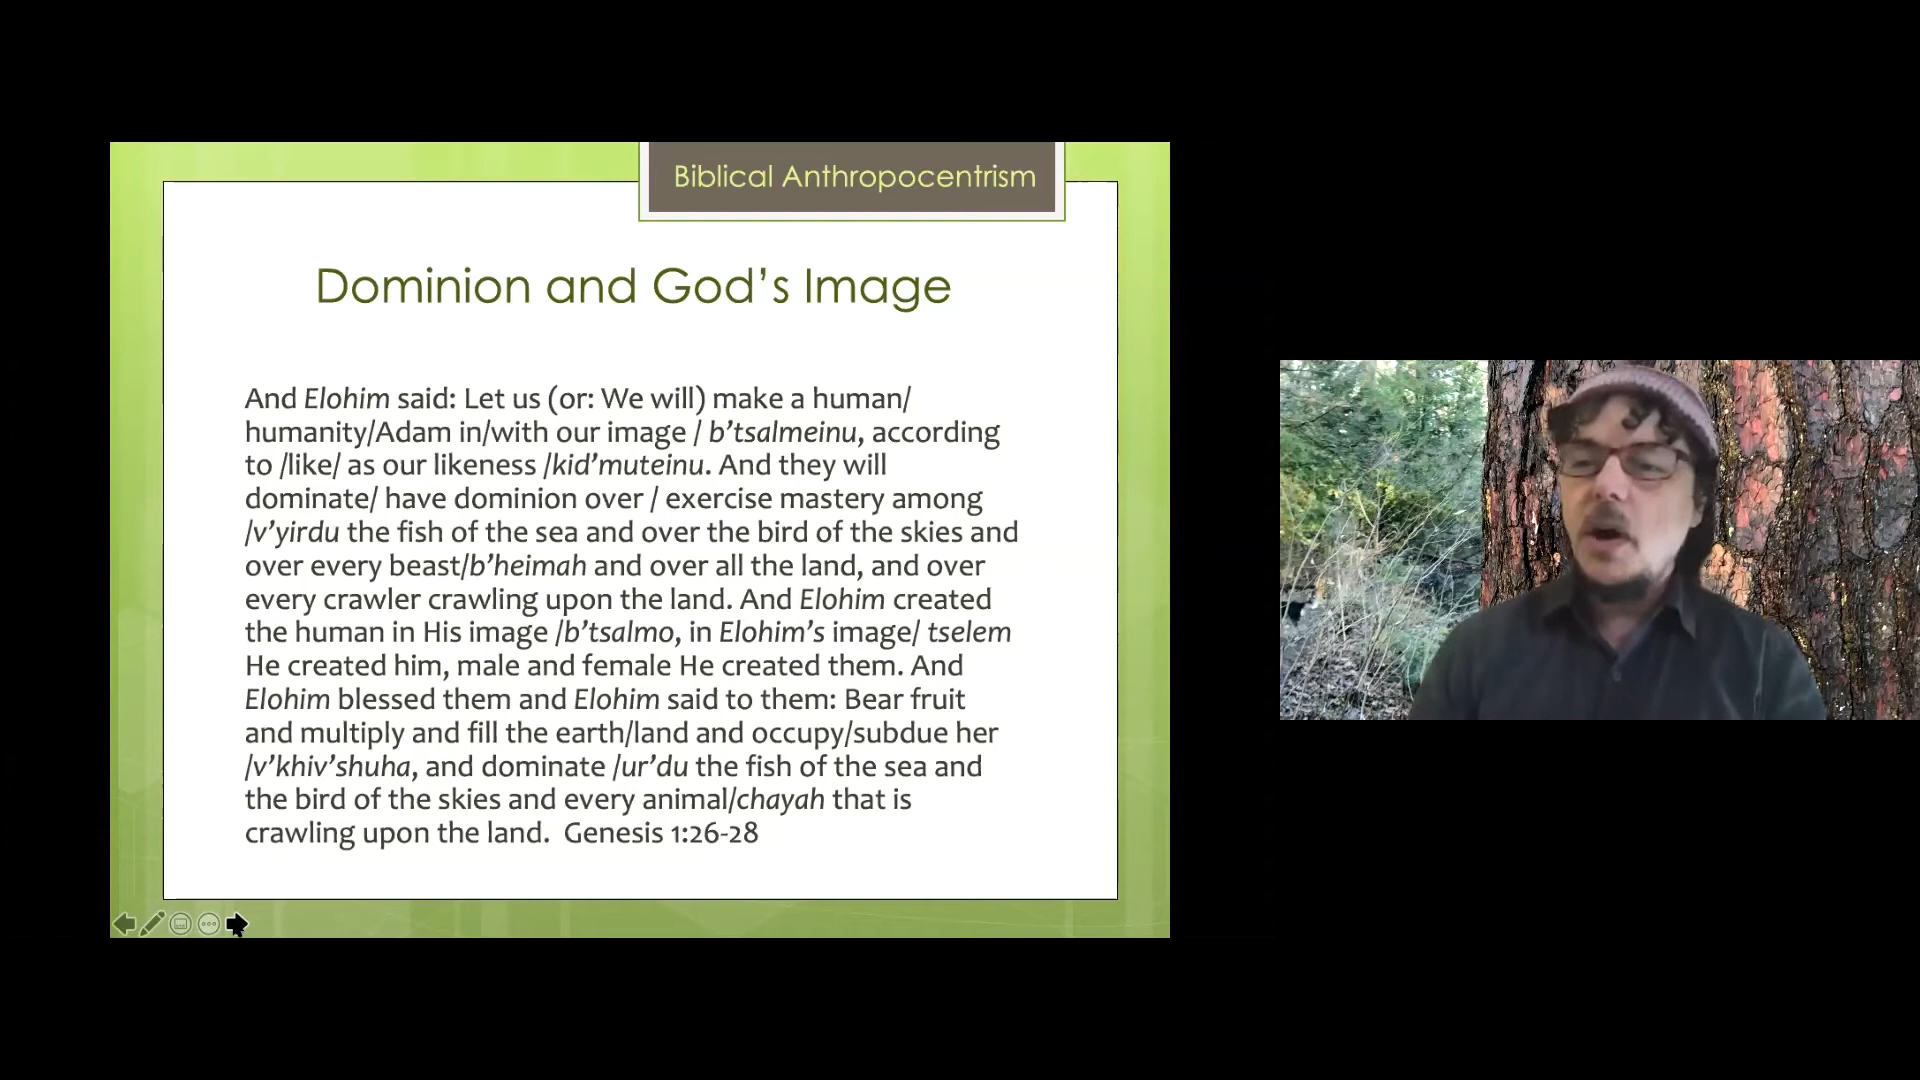 Biblical Anthropocentrism
Dominion and God's Image
And Elohim said: Let us (or: We will) make a human/
humanity/Adam in/with our image / b'tsalmeinu, according
to /like/ as our likeness /kid'muteinu. And they will
dominate/ have dominion over / exercise mastery among
/v'yirdu the fish of the sea and over the bird of the skies and
over every beast/b'heimah and over all the land, and over
every crawler crawling upon the land. And Elohim created
the human in His image /b'tsalmo, in Elohim's image/ tselem
He created him, male and female He created them. And
Elohim blessed them and Elohim said to them: Bear fruit
and multiply and fill the earth/land and occupy/subdue her
/v'khiv'shuha, and dominate /ur'du the fish of the sea and
the bird of the skies and every animal/chayah that is
crawling upon the land.  Genesis 1:26-28